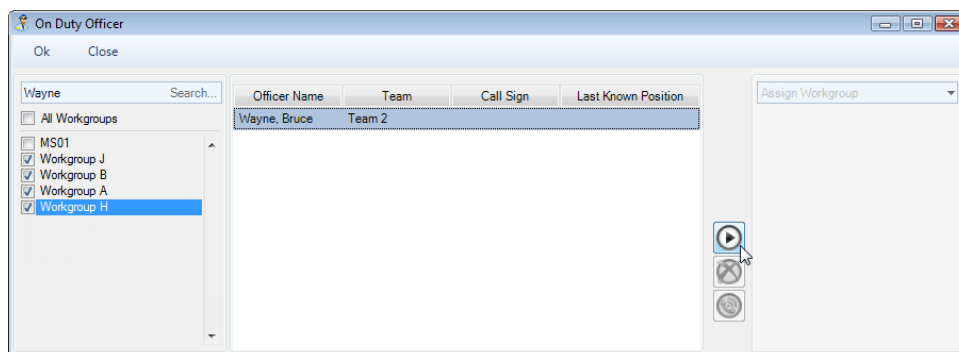 On Duty Officer
Ok Close
Wayne Search...
All Workgroups
MS01
Workgroup J
Workgroup B
Workgroup A
Workgroup H
Officer Name Team Call Sign Last Known Position
Wayne, Bruce Team 2
Assign Workgroup